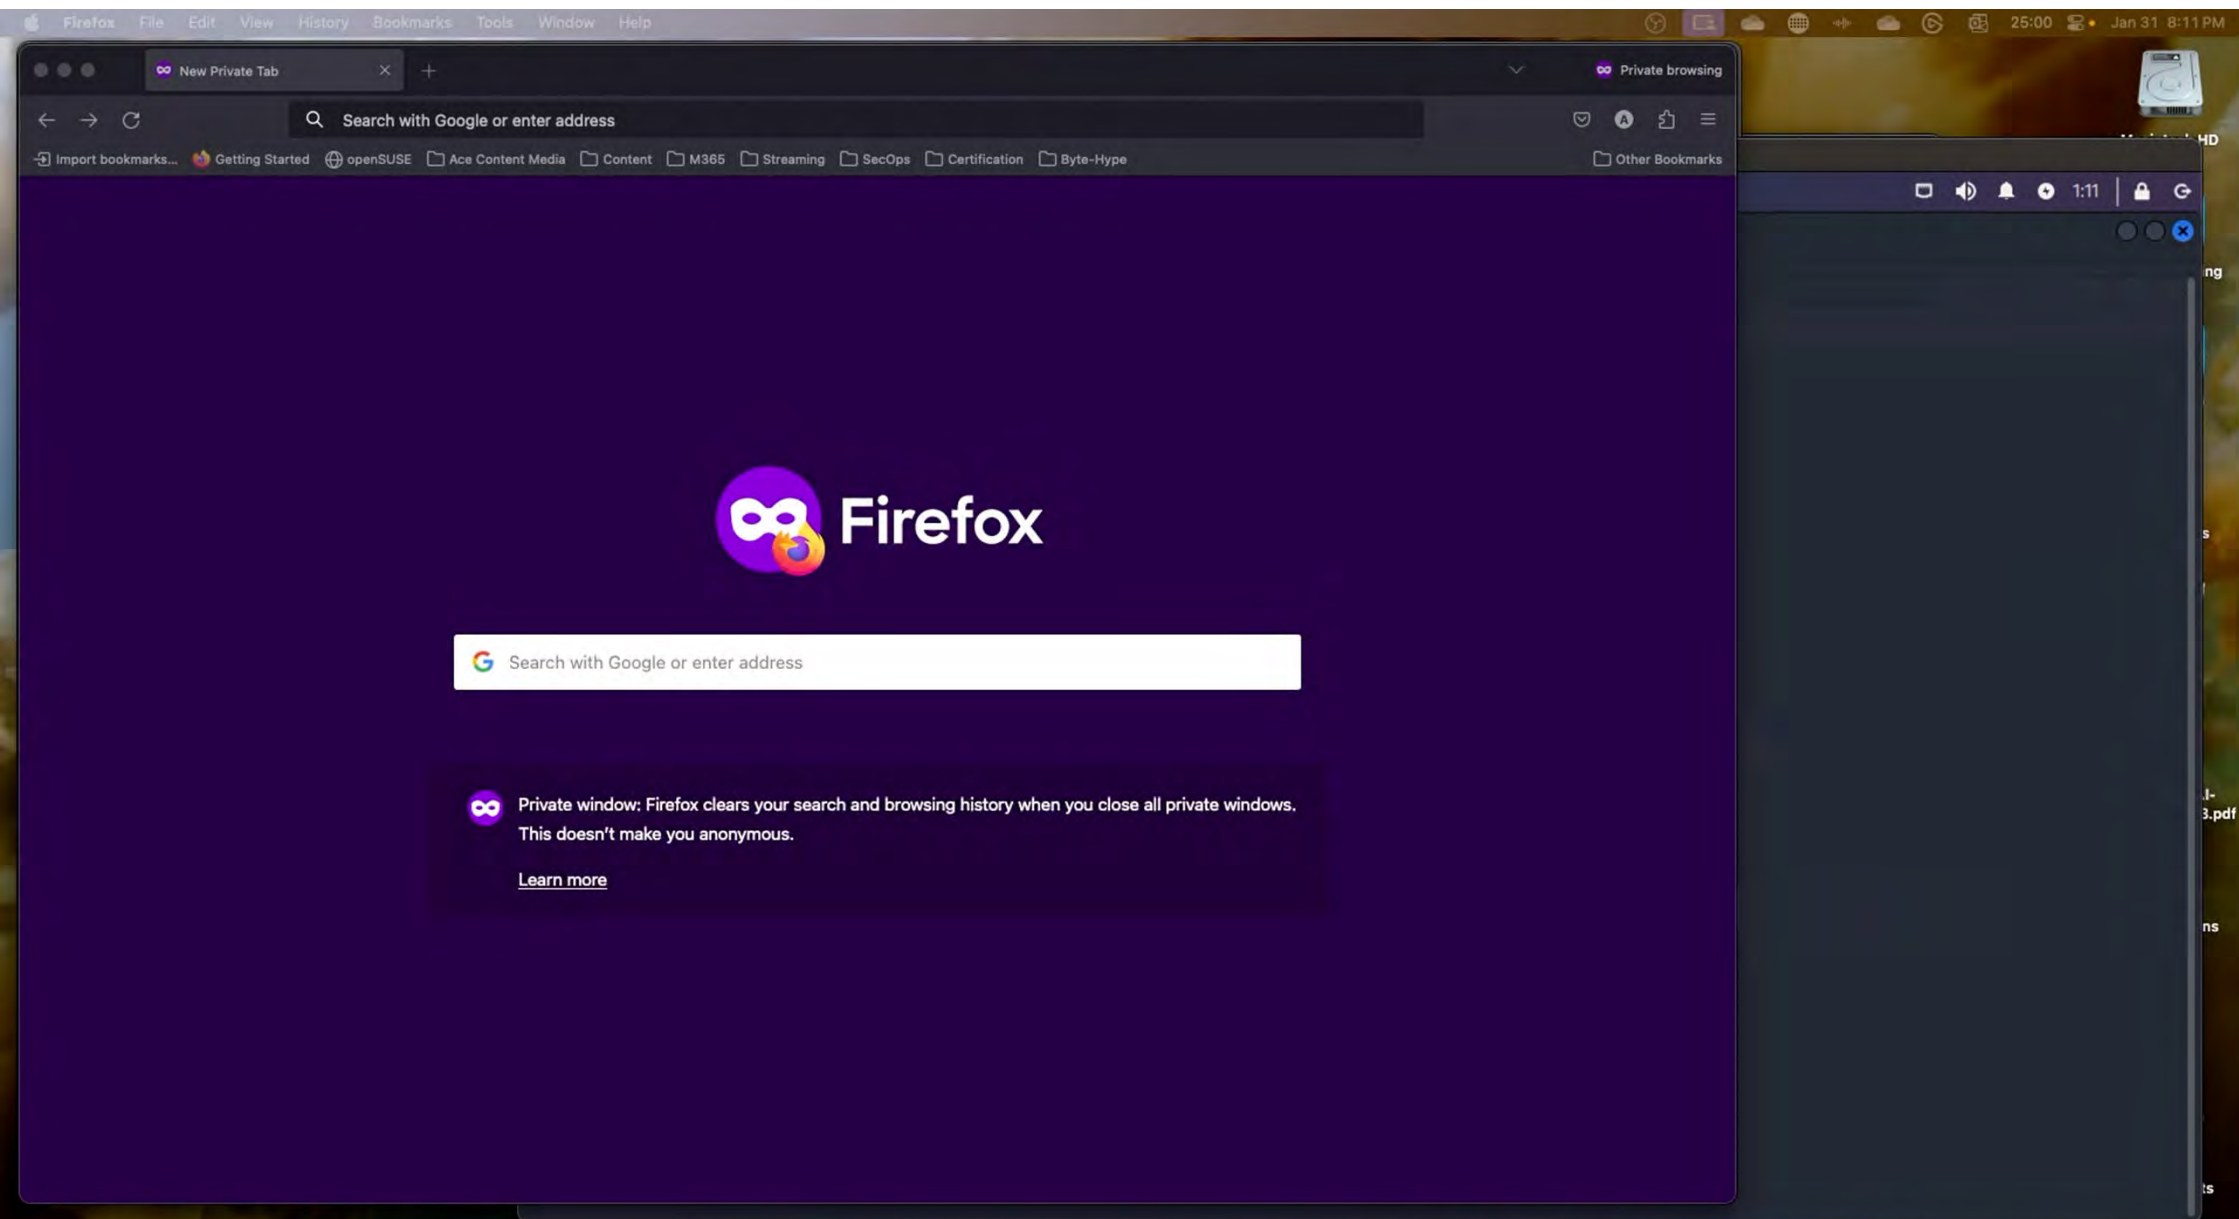 Firefox File Edit View History Bookmarks Tools Window Help 25:00 Jan 31 8:11 PM
New Private Tab Private browsing
Search with Google or enter address
Import bookmarks... Getting Started openSUSE Ace Content Media Content M365 Streaming SecOps Certification Byte-Hype Other Bookmarks
HD
1:11
ng
Firefox
s
Search with Google or enter address
Private window: Firefox clears your search and browsing history when you close all private windows.
This doesn't make you anonymous.
3.pdf
Learn more
ns
ts